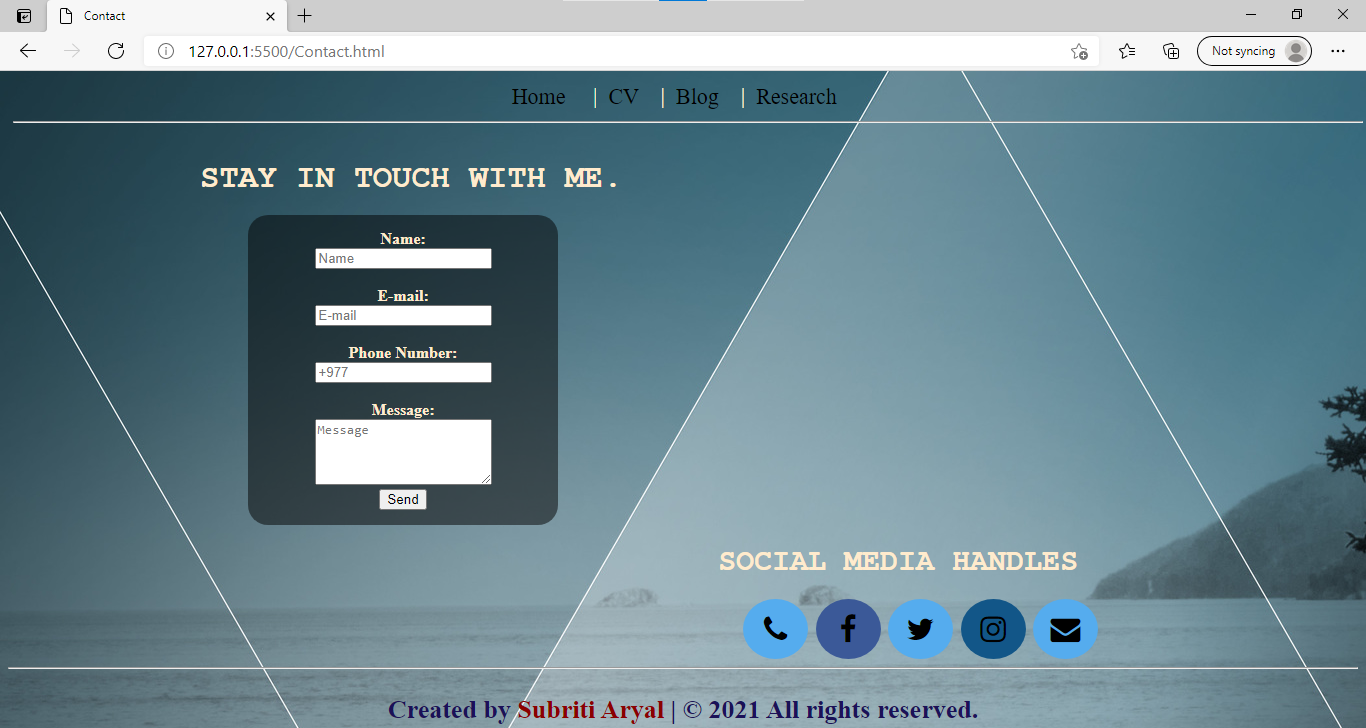 Contact
127.0.0.1:5500/Contact.html
Not syncing
Home | CV | Blog | Research
STAY IN TOUCH WITH ME.
Name:
Name
E-mail:
E-mail
Phone Number:
+977
Message:
Message
Send
SOCIAL MEDIA HANDLES
Created by Subriti Aryal | © 2021 All rights reserved.